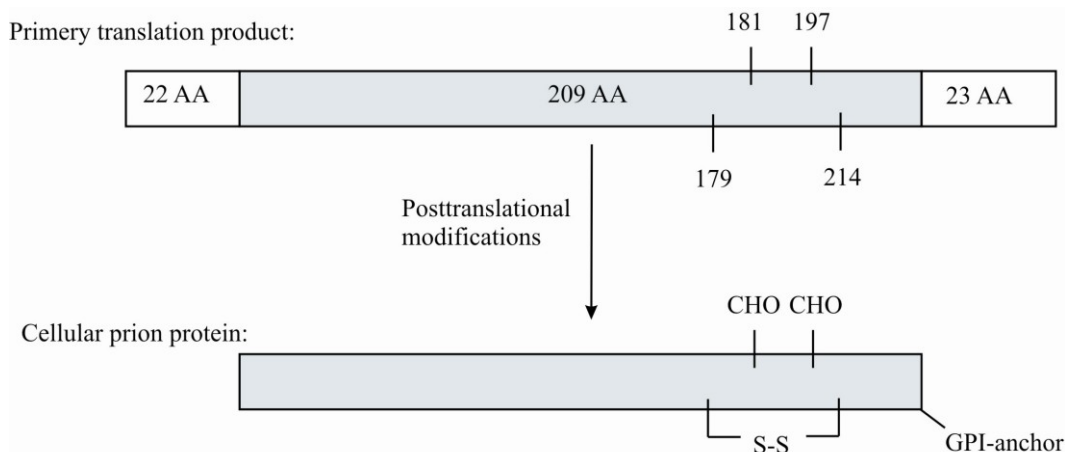 Primery translation product:
181 197
22 AA 209 AA 23 AA
179 214
Posttranslational
modifications
CHO CHO
Cellular prion protein:
S-S
GPI-anchor